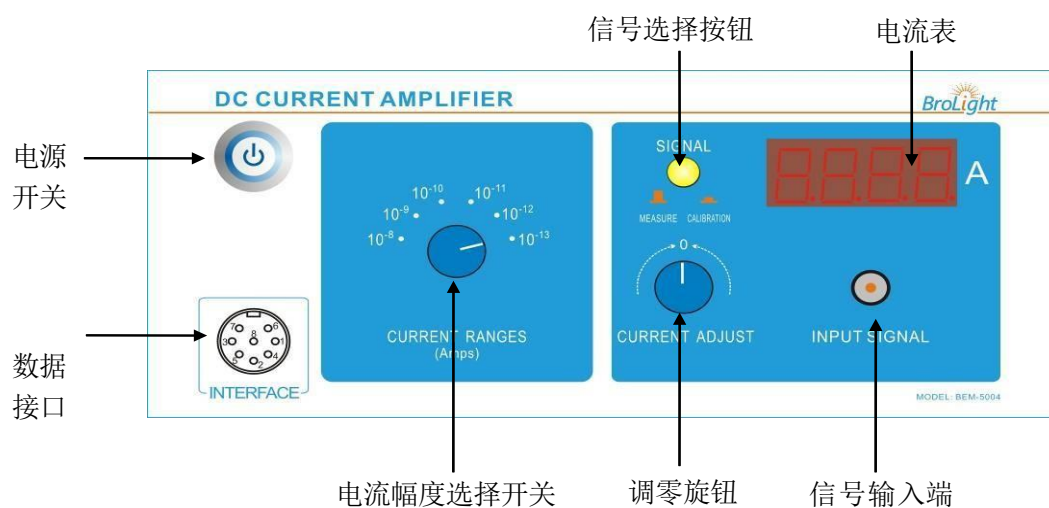 信号选择按钮
电流表
DC CURRENT AMPLIFIER
BroLight
电源
开关
SIGNAL
A
MEASURE
CALIBRATION
10-10
10-11
10-9
10-12
10-8
10-13
0
CURRENT RANGES
(Amps)
CURRENT ADJUST
INPUT SIGNAL
数据
接口
7
6
8
3
1
5
4
2
INTERFACE
MODEL: BEM-5004
电流幅度选择开关
调零旋钮
信号输入端